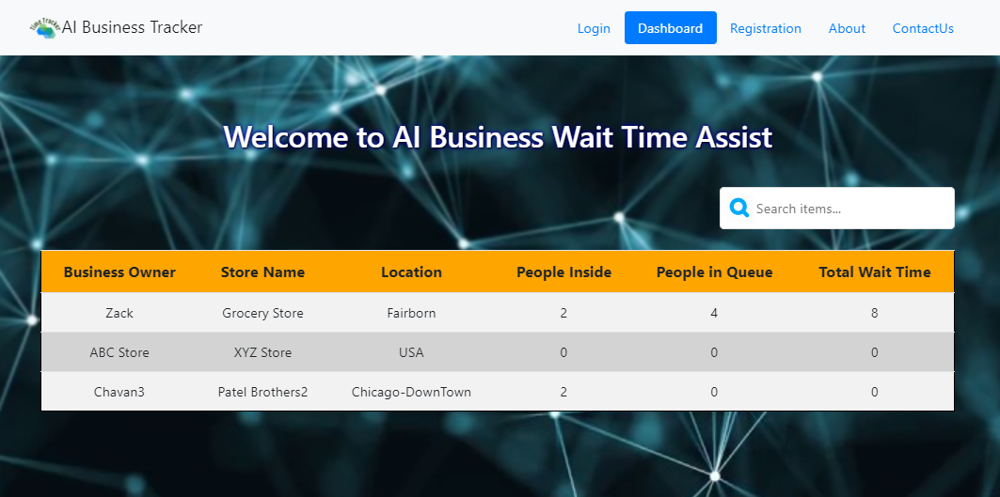 Time Tracker
AI Business Tracker
Login Dashboard Registration About ContactUs
Welcome to AI Business Wait Time Assist
Search items...
Business Owner Store Name Location People Inside People in Queue Total Wait Time
Zack Grocery Store Fairborn 2 4 8
ABC Store XYZ Store USA 0 0 0
Chavan3 Patel Brothers2 Chicago-DownTown 2 0 0